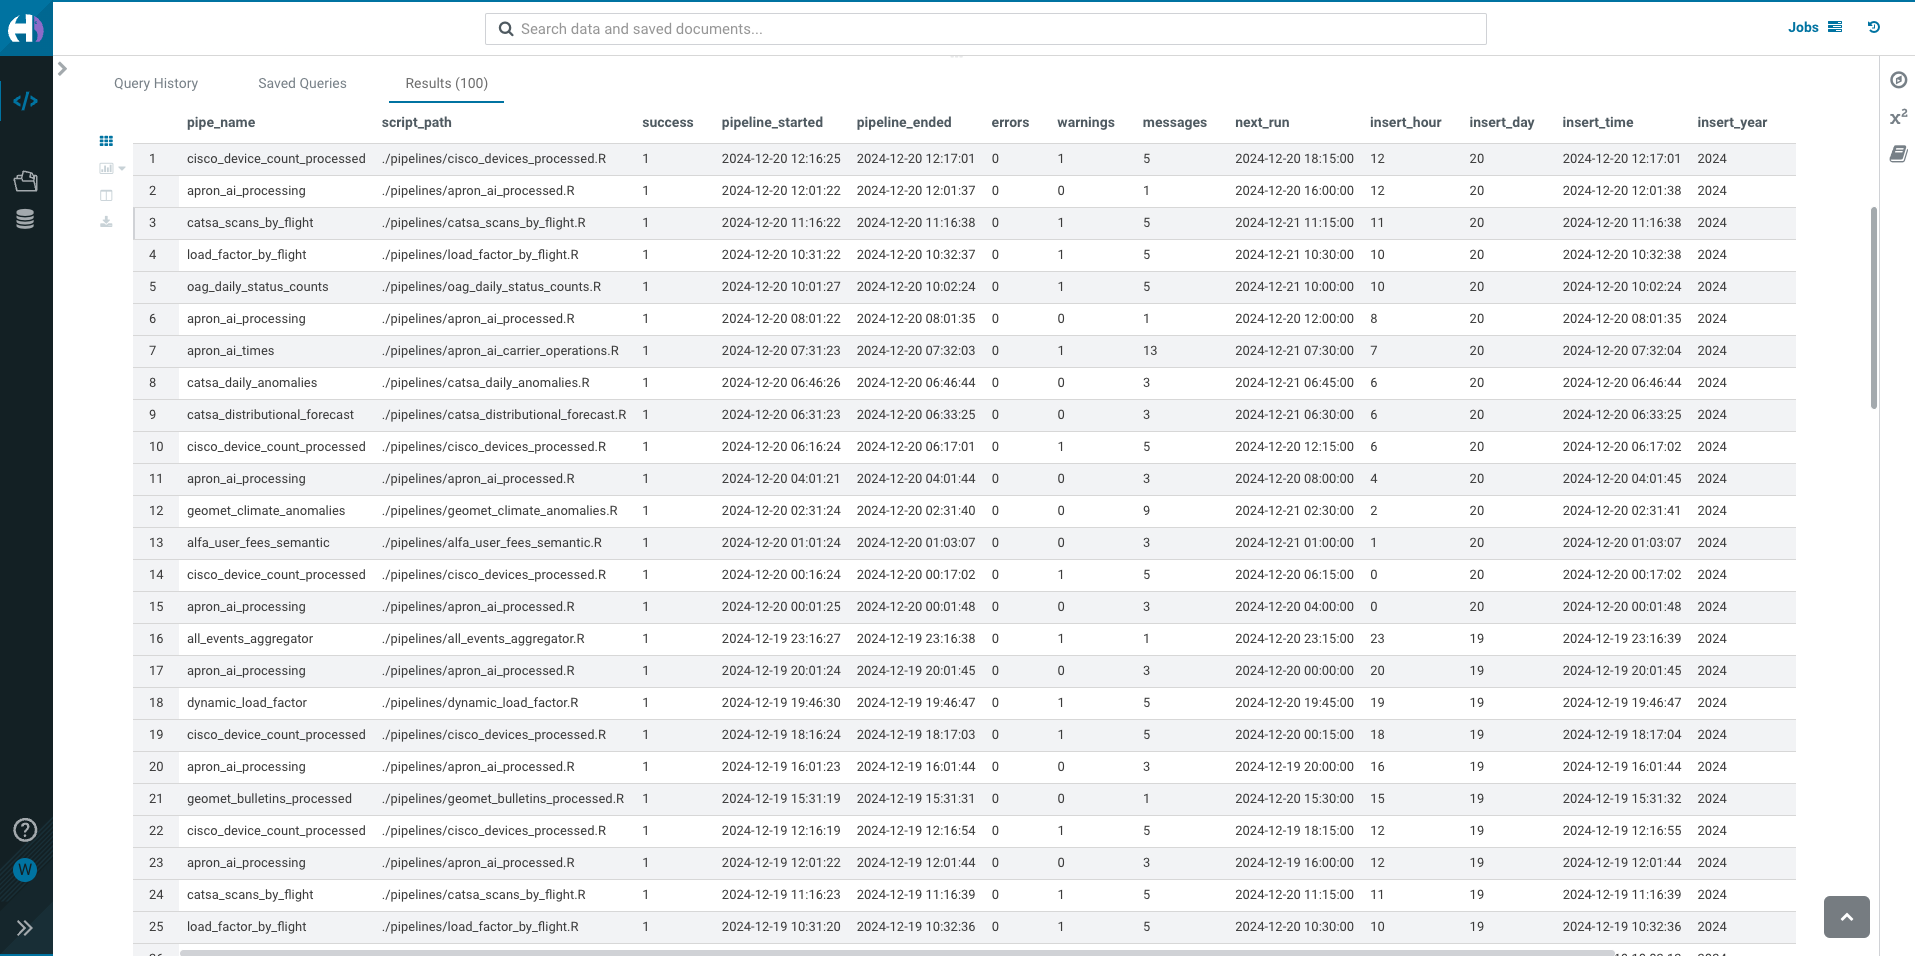 Search data and saved documents...
Jobs
Query History Saved Queries Results (100)
pipe_name script_path success pipeline_started pipeline_ended errors warnings messages next_run insert_hour insert_day insert_time insert_year
1 cisco_device_count_processed ./pipelines/cisco_devices_processed.R 1 2024-12-20 12:16:25 2024-12-20 12:17:01 0 1 5 2024-12-20 18:15:00 12 20 2024-12-20 12:17:01 2024
2 apron_ai_processing ./pipelines/apron_ai_processed.R 1 2024-12-20 12:01:22 2024-12-20 12:01:37 0 0 1 2024-12-20 16:00:00 12 20 2024-12-20 12:01:38 2024
3 catsa_scans_by_flight ./pipelines/catsa_scans_by_flight.R 1 2024-12-20 11:16:22 2024-12-20 11:16:38 0 1 5 2024-12-21 11:15:00 11 20 2024-12-20 11:16:38 2024
4 load_factor_by_flight ./pipelines/load_factor_by_flight.R 1 2024-12-20 10:31:22 2024-12-20 10:32:37 0 1 5 2024-12-21 10:30:00 10 20 2024-12-20 10:32:38 2024
5 oag_daily_status_counts ./pipelines/oag_daily_status_counts.R 1 2024-12-20 10:01:27 2024-12-20 10:02:24 0 1 5 2024-12-21 10:00:00 10 20 2024-12-20 10:02:24 2024
6 apron_ai_processing ./pipelines/apron_ai_processed.R 1 2024-12-20 08:01:22 2024-12-20 08:01:35 0 0 1 2024-12-20 12:00:00 8 20 2024-12-20 08:01:35 2024
7 apron_ai_times ./pipelines/apron_ai_carrier_operations.R 1 2024-12-20 07:31:23 2024-12-20 07:32:03 0 1 13 2024-12-21 07:30:00 7 20 2024-12-20 07:32:04 2024
8 catsa_daily_anomalies ./pipelines/catsa_daily_anomalies.R 1 2024-12-20 06:46:26 2024-12-20 06:46:44 0 0 3 2024-12-21 06:45:00 6 20 2024-12-20 06:46:44 2024
9 catsa_distributional_forecast ./pipelines/catsa_distributional_forecast.R 1 2024-12-20 06:31:23 2024-12-20 06:33:25 0 0 3 2024-12-21 06:30:00 6 20 2024-12-20 06:33:25 2024
10 cisco_device_count_processed ./pipelines/cisco_devices_processed.R 1 2024-12-20 06:16:24 2024-12-20 06:17:01 0 1 5 2024-12-20 12:15:00 6 20 2024-12-20 06:17:02 2024
11 apron_ai_processing ./pipelines/apron_ai_processed.R 1 2024-12-20 04:01:21 2024-12-20 04:01:44 0 0 3 2024-12-20 08:00:00 4 20 2024-12-20 04:01:45 2024
12 geomet_climate_anomalies ./pipelines/geomet_climate_anomalies.R 1 2024-12-20 02:31:24 2024-12-20 02:31:40 0 0 9 2024-12-21 02:30:00 2 20 2024-12-20 02:31:41 2024
13 alfa_user_fees_semantic ./pipelines/alfa_user_fees_semantic.R 1 2024-12-20 01:01:24 2024-12-20 01:03:07 0 0 3 2024-12-21 01:00:00 1 20 2024-12-20 01:03:07 2024
14 cisco_device_count_processed ./pipelines/cisco_devices_processed.R 1 2024-12-20 00:16:24 2024-12-20 00:17:02 0 1 5 2024-12-20 06:15:00 0 20 2024-12-20 00:17:02 2024
15 apron_ai_processing ./pipelines/apron_ai_processed.R 1 2024-12-20 00:01:25 2024-12-20 00:01:48 0 0 3 2024-12-20 04:00:00 0 20 2024-12-20 00:01:48 2024
16 all_events_aggregator ./pipelines/all_events_aggregator.R 1 2024-12-19 23:16:27 2024-12-19 23:16:38 0 1 1 2024-12-20 23:15:00 23 19 2024-12-19 23:16:39 2024
17 apron_ai_processing ./pipelines/apron_ai_processed.R 1 2024-12-19 20:01:24 2024-12-19 20:01:45 0 0 3 2024-12-20 00:00:00 20 19 2024-12-19 20:01:45 2024
18 dynamic_load_factor ./pipelines/dynamic_load_factor.R 1 2024-12-19 19:46:30 2024-12-19 19:46:47 0 1 5 2024-12-20 19:45:00 19 19 2024-12-19 19:46:47 2024
19 cisco_device_count_processed ./pipelines/cisco_devices_processed.R 1 2024-12-19 18:16:24 2024-12-19 18:17:03 0 1 5 2024-12-20 00:15:00 18 19 2024-12-19 18:17:04 2024
20 apron_ai_processing ./pipelines/apron_ai_processed.R 1 2024-12-19 16:01:23 2024-12-19 16:01:44 0 0 3 2024-12-19 20:00:00 16 19 2024-12-19 16:01:44 2024
21 geomet_bulletins_processed ./pipelines/geomet_bulletins_processed.R 1 2024-12-19 15:31:19 2024-12-19 15:31:31 0 0 1 2024-12-20 15:30:00 15 19 2024-12-19 15:31:32 2024
22 cisco_device_count_processed ./pipelines/cisco_devices_processed.R 1 2024-12-19 12:16:19 2024-12-19 12:16:54 0 1 5 2024-12-19 18:15:00 12 19 2024-12-19 12:16:55 2024
23 apron_ai_processing ./pipelines/apron_ai_processed.R 1 2024-12-19 12:01:22 2024-12-19 12:01:44 0 0 3 2024-12-19 16:00:00 12 19 2024-12-19 12:01:44 2024
24 catsa_scans_by_flight ./pipelines/catsa_scans_by_flight.R 1 2024-12-19 11:16:23 2024-12-19 11:16:39 0 1 5 2024-12-20 11:15:00 11 19 2024-12-19 11:16:39 2024
25 load_factor_by_flight ./pipelines/load_factor_by_flight.R 1 2024-12-19 10:31:20 2024-12-19 10:32:36 0 1 5 2024-12-20 10:30:00 10 19 2024-12-19 10:32:36 2024
W